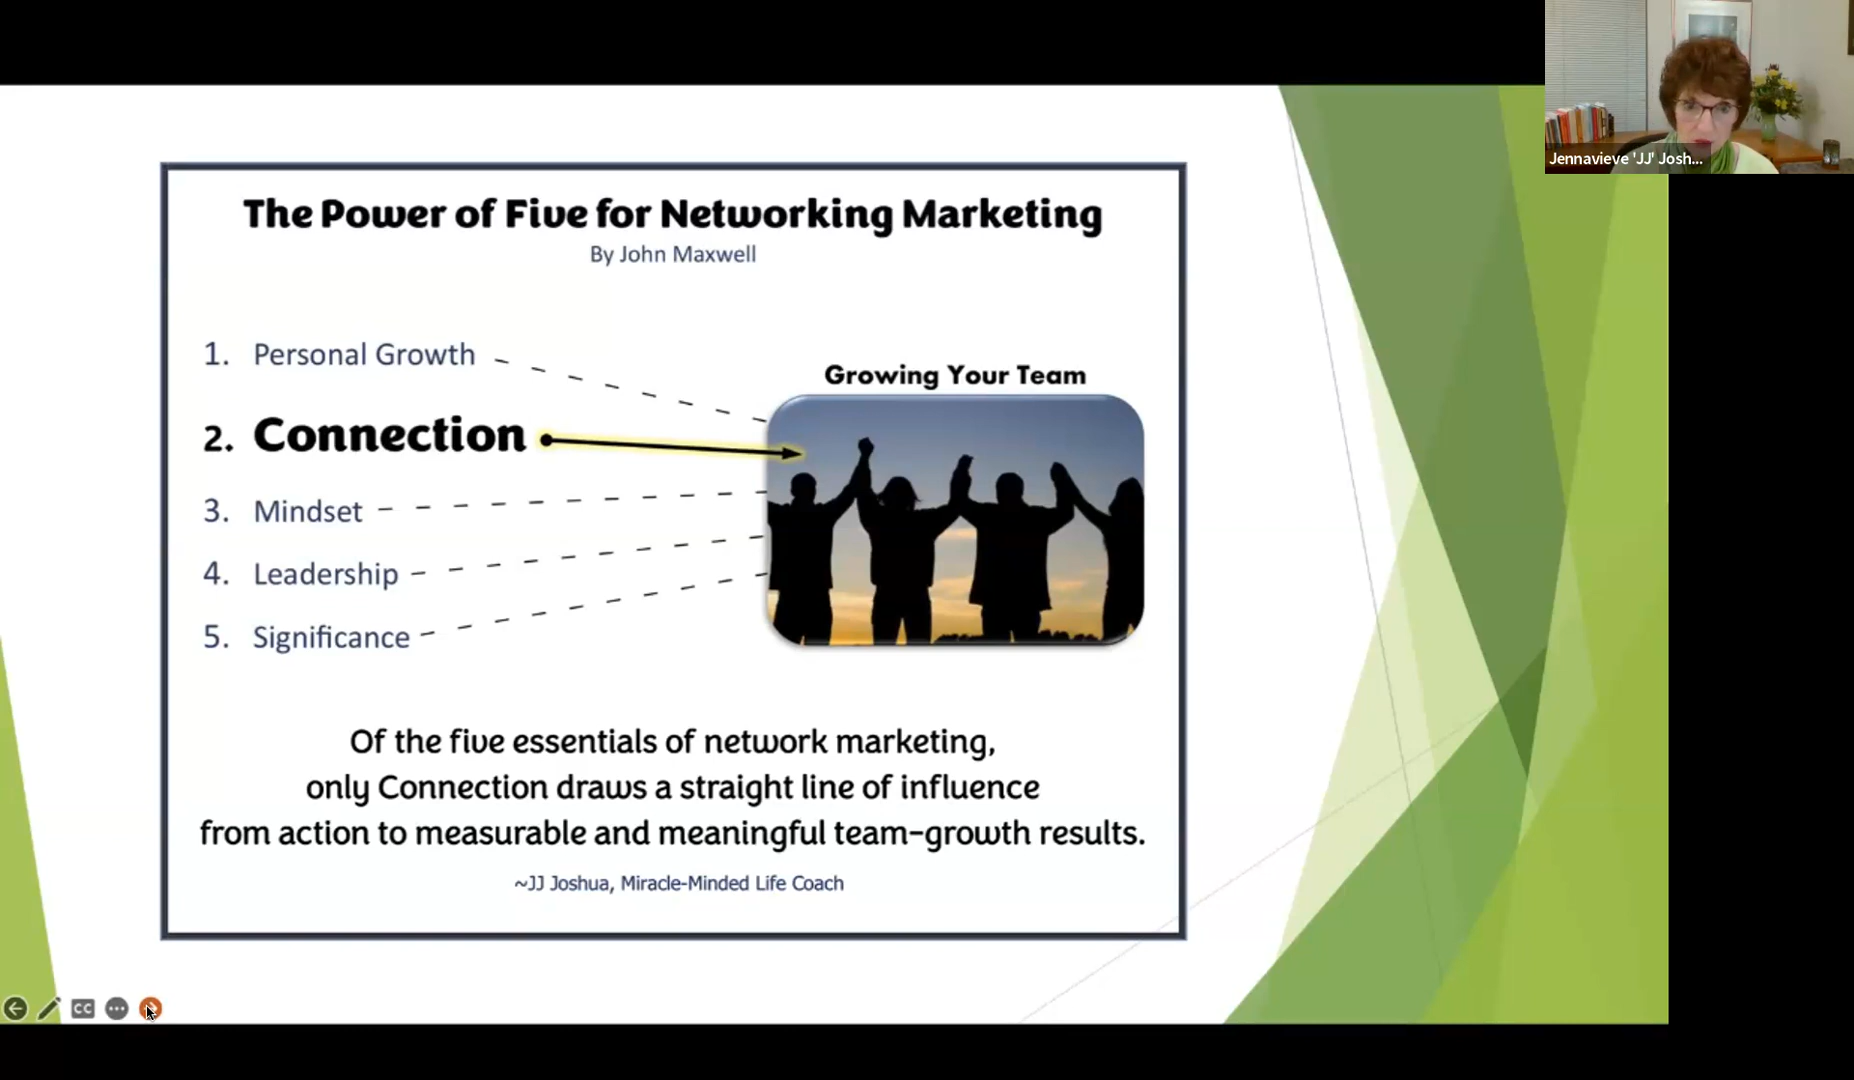 Jennavieve 'JJ' Josh...
The Power of Five for Networking Marketing
By John Maxwell
1. Personal Growth
2. Connection
3. Mindset
4. Leadership
5. Significance
Growing Your Team
Of the five essentials of network marketing,
only Connection draws a straight line of influence
from action to measurable and meaningful team-growth results.
~JJ Joshua, Miracle-Minded Life Coach
CC